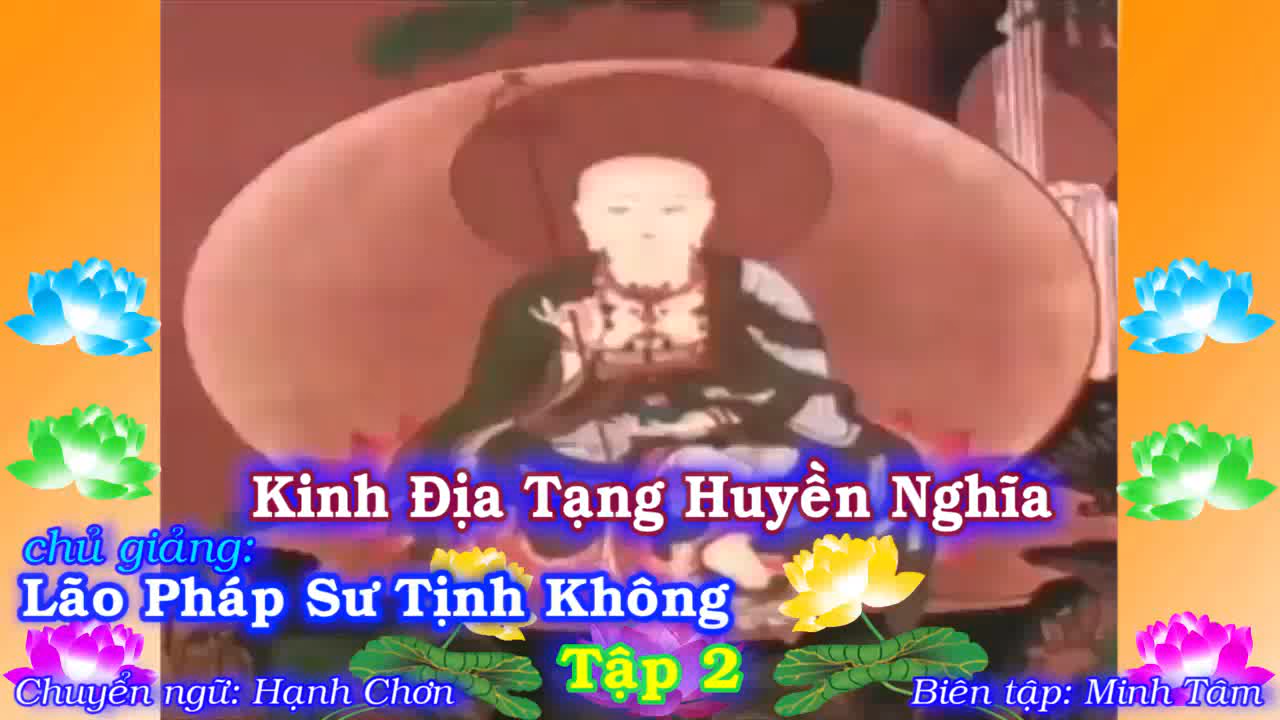 Kinh Địa Tạng Huyền Nghĩa
chủ giảng:
Lão Pháp Sư Tịnh Không
Tập 2
Chuyển ngữ: Hạnh Chơn
Biên tập: Minh Tâm